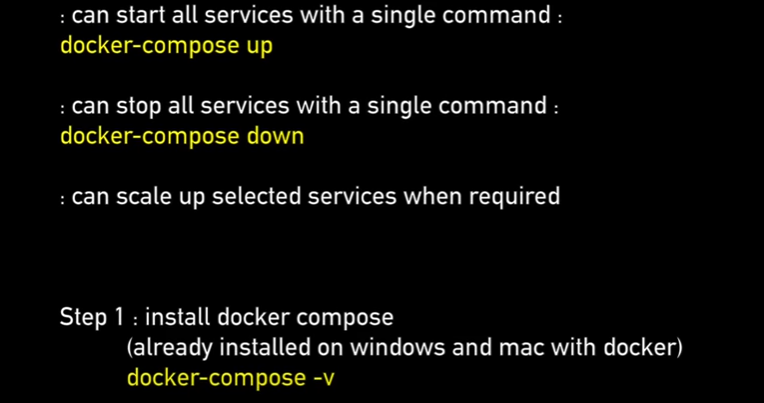 : can start all services with a single command :
docker-compose up
: can stop all services with a single command :
docker-compose down
: can scale up selected services when required
Step 1 : install docker compose
(already installed on windows and mac with docker)
docker-compose -v